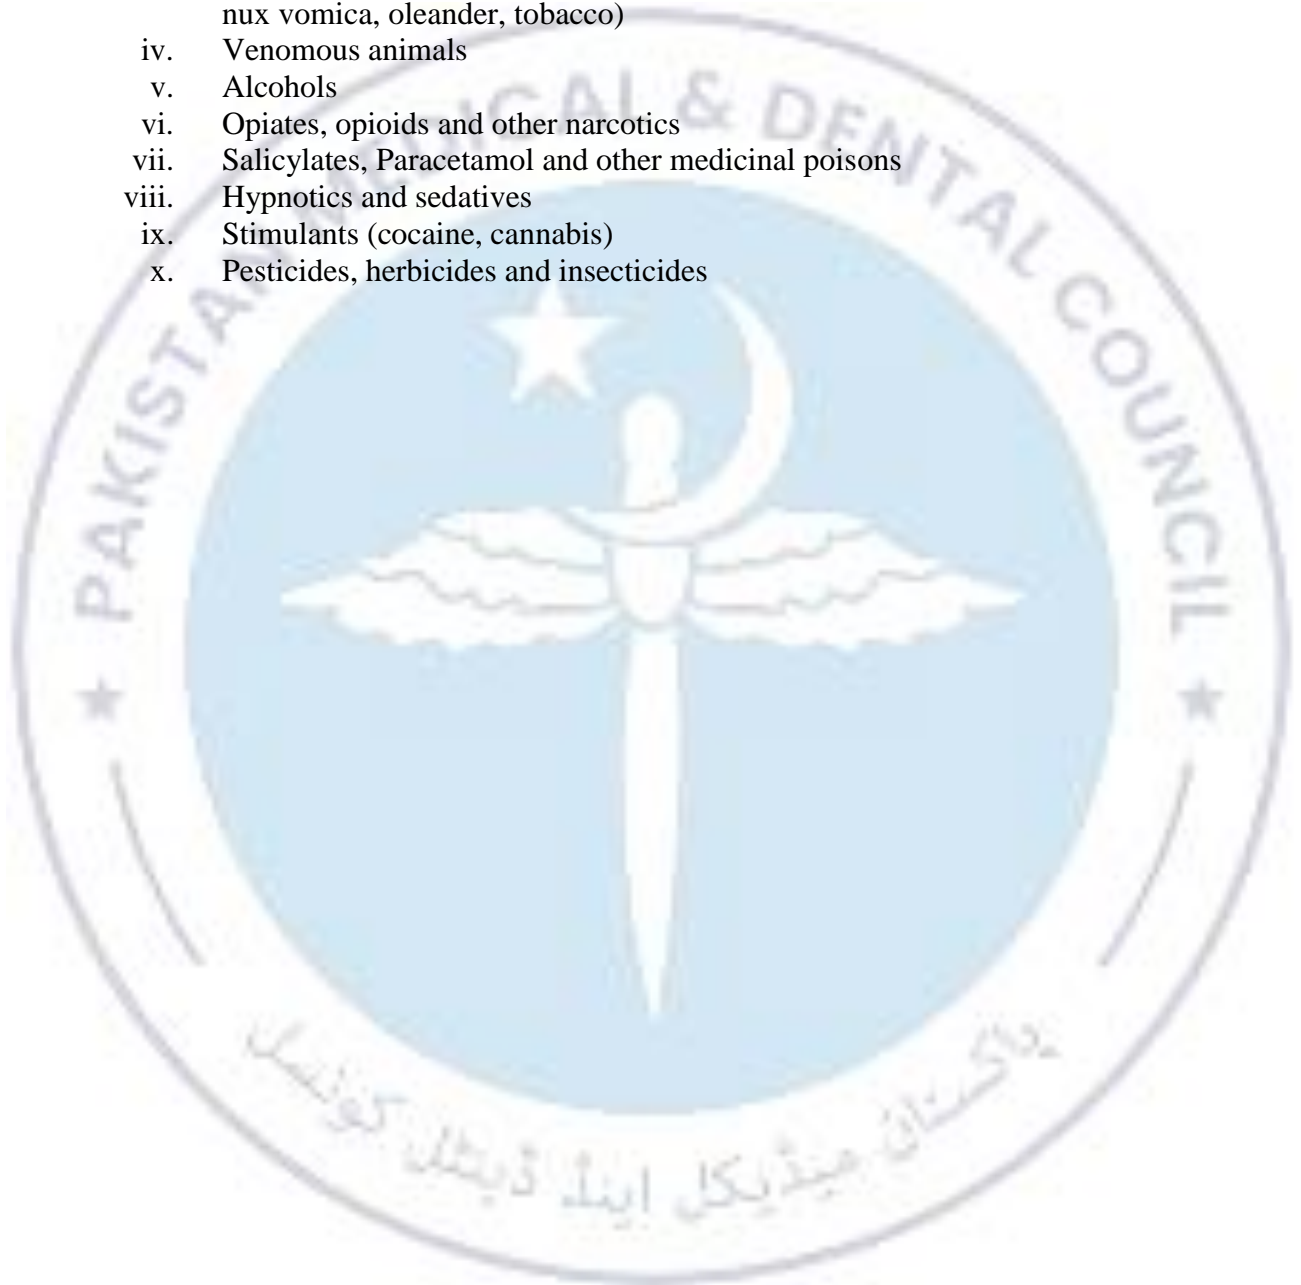 nux vomica, oleander, tobacco)
iv. Venomous animals
v. Alcohols
vi. Opiates, opioids and other narcotics
vii. Salicylates, Paracetamol and other medicinal poisons
viii. Hypnotics and sedatives
ix. Stimulants (cocaine, cannabis)
x. Pesticides, herbicides and insecticides
PAKISTAN MEDICAL & DENTAL COUNCIL
پاکستان میڈیکل اینڈ ڈینٹل کونسل